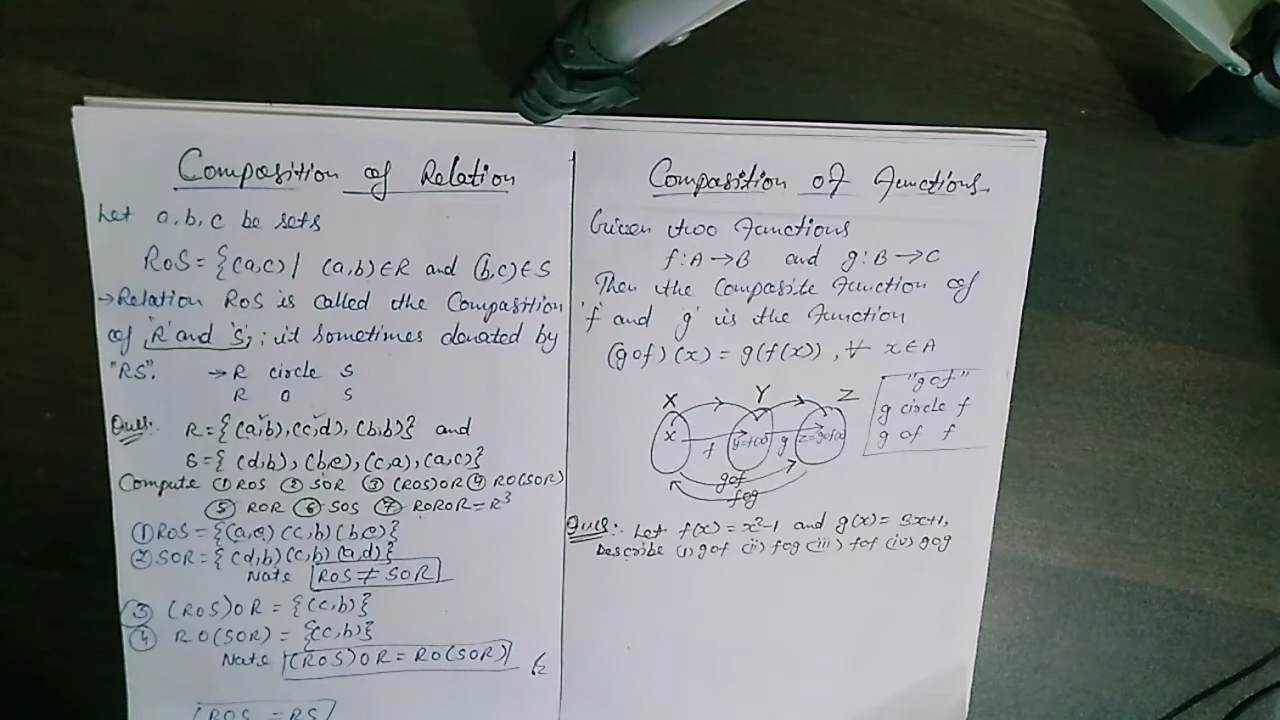 Composition of Relation
Let a, b, c be sets
ROS = {(a,c) | (a,b)∈R and (b,c)∈S
→Relation ROS is called the Composition
of 'R' and 'S'; it sometimes donated by
"RS". → R circle S
R O S
Ques. R = {(a,b), (c,d), (b,b)} and
S = { (d,b), (b,e), (c,a), (a,c)}
Compute ① ROS ② SOR ③ (ROS)OR ④ RO(SOR)
⑤ ROR ⑥ SOS ⑦ ROROR = R³
① ROS = {(a,e) (c,b) (b,e)}
② SOR = { (d,b) (c,b) (a,d)}
Note ROS ≠ SOR
③ (ROS)OR = {(c,b)}
④ RO(SOR) = {(c,b)}
Note (ROS)OR = RO(SOR)
(ROS = RS)
Composition of Functions.
Given two Functions
f : A → B and g : B → C
Then the Composite Function of
'f' and 'g' is the Function
(gof)(x) = g(f(x)), ∀ x∈A
X Y Z
x f y=f(x) g
gof
fog
"gof"
g circle f
g of f
Ques:. Let f(x) = x²-1 and g(x) = 3x+1,
Describe (i) gof (ii) fog (iii) fof (iv) gog